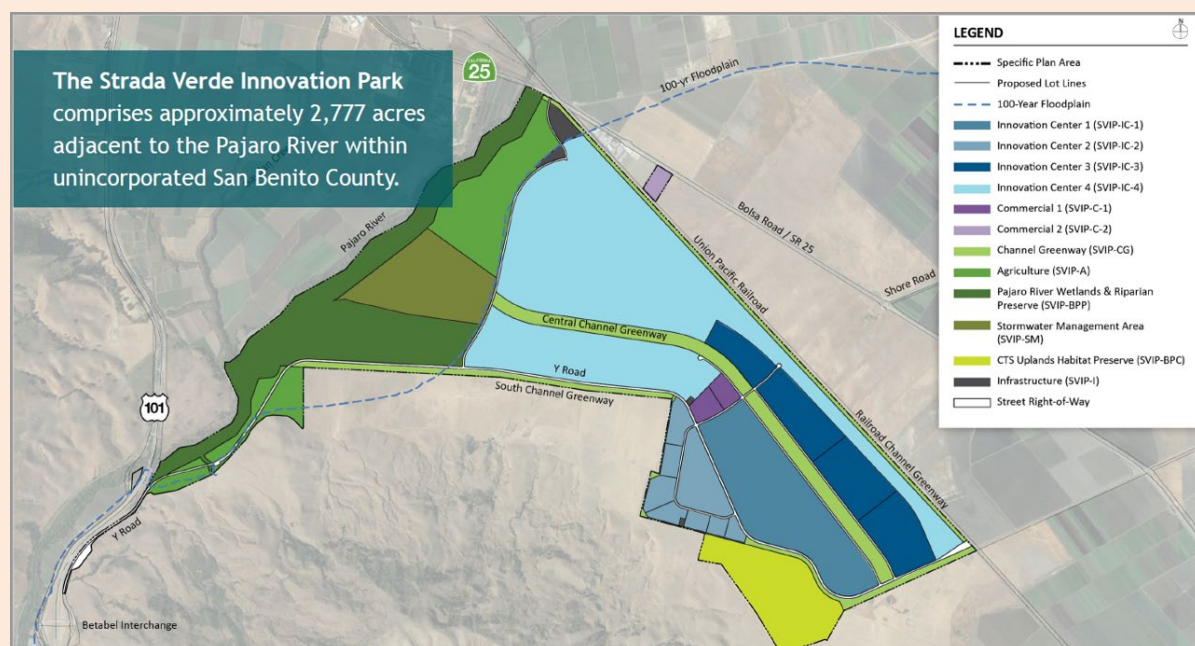 The Strada Verde Innovation Park
comprises approximately 2,777 acres
adjacent to the Pajaro River within
unincorporated San Benito County.
CALIFORNIA
25
100-yr Floodplain
Pajaro River
Bolsa Road / SR 25
Union Pacific Railroad
Shore Road
Central Channel Greenway
Y Road
South Channel Greenway
Railroad Channel Greenway
101
Y Road
Betabel Interchange
LEGEND
N
Specific Plan Area
Proposed Lot Lines
100-Year Floodplain
Innovation Center 1 (SVIP-IC-1)
Innovation Center 2 (SVIP-IC-2)
Innovation Center 3 (SVIP-IC-3)
Innovation Center 4 (SVIP-IC-4)
Commercial 1 (SVIP-C-1)
Commercial 2 (SVIP-C-2)
Channel Greenway (SVIP-CG)
Agriculture (SVIP-A)
Pajaro River Wetlands & Riparian
Preserve (SVIP-BPP)
Stormwater Management Area
(SVIP-SM)
CTS Uplands Habitat Preserve (SVIP-BPC)
Infrastructure (SVIP-I)
Street Right-of-Way